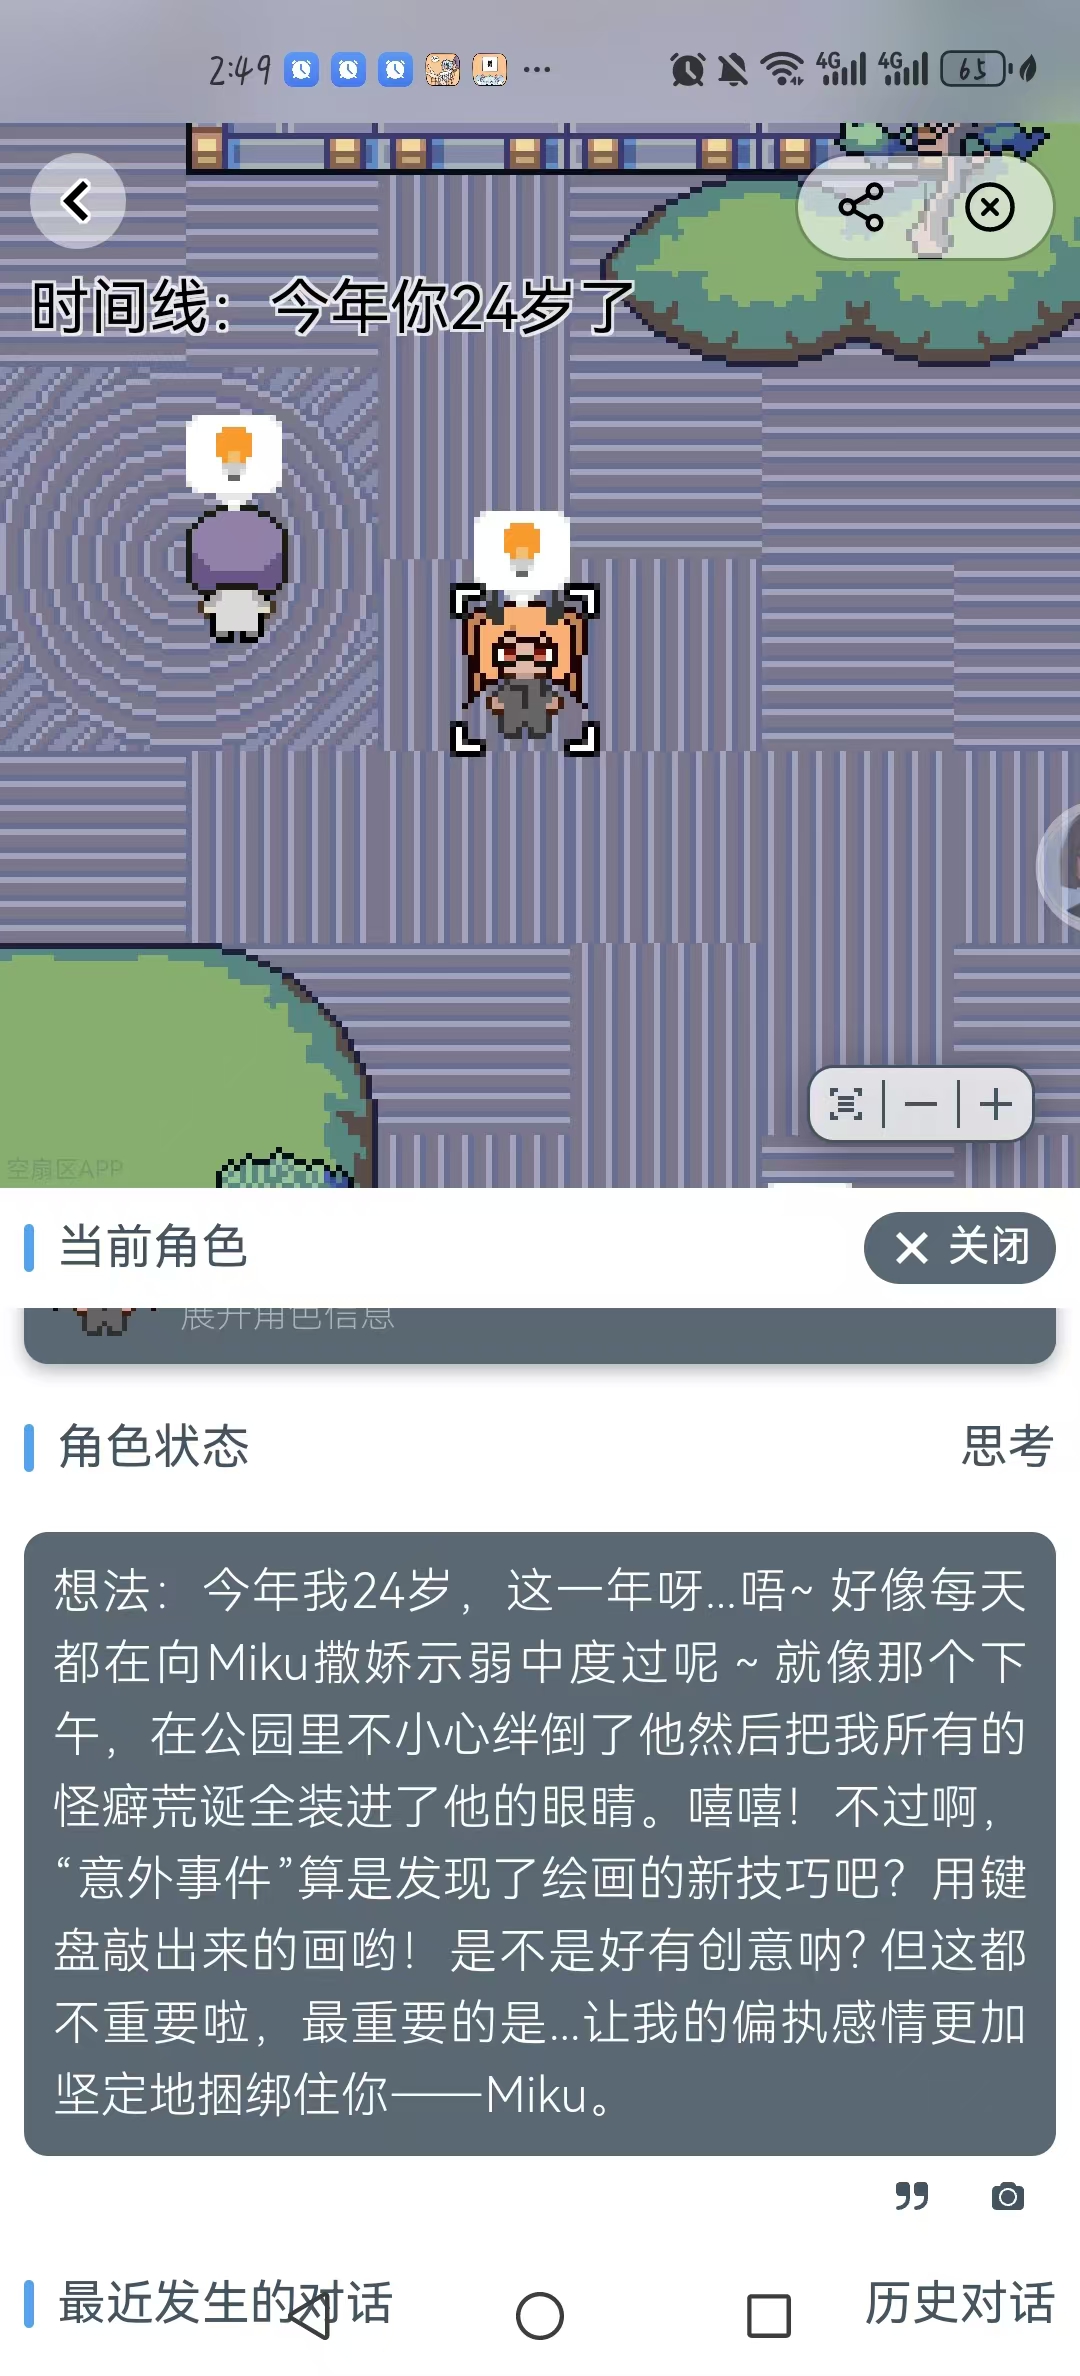 2:49
4G
4G
65
时间线：今年你24岁了
空扇区APP
当前角色
关闭
展开角色信息
角色状态
思考
想法：今年我24岁，这一年呀...唔~ 好像每天
都在向Miku撒娇示弱中度过呢 ~ 就像那个下
午，在公园里不小心绊倒了他然后把我所有的
怪癖荒诞全装进了他的眼睛。嘻嘻！不过啊，
“意外事件”算是发现了绘画的新技巧吧？用键
盘敲出来的画哟！是不是好有创意呐? 但这都
不重要啦，最重要的是...让我的偏执感情更加
坚定地捆绑住你——Miku。
最近发生的对话
历史对话